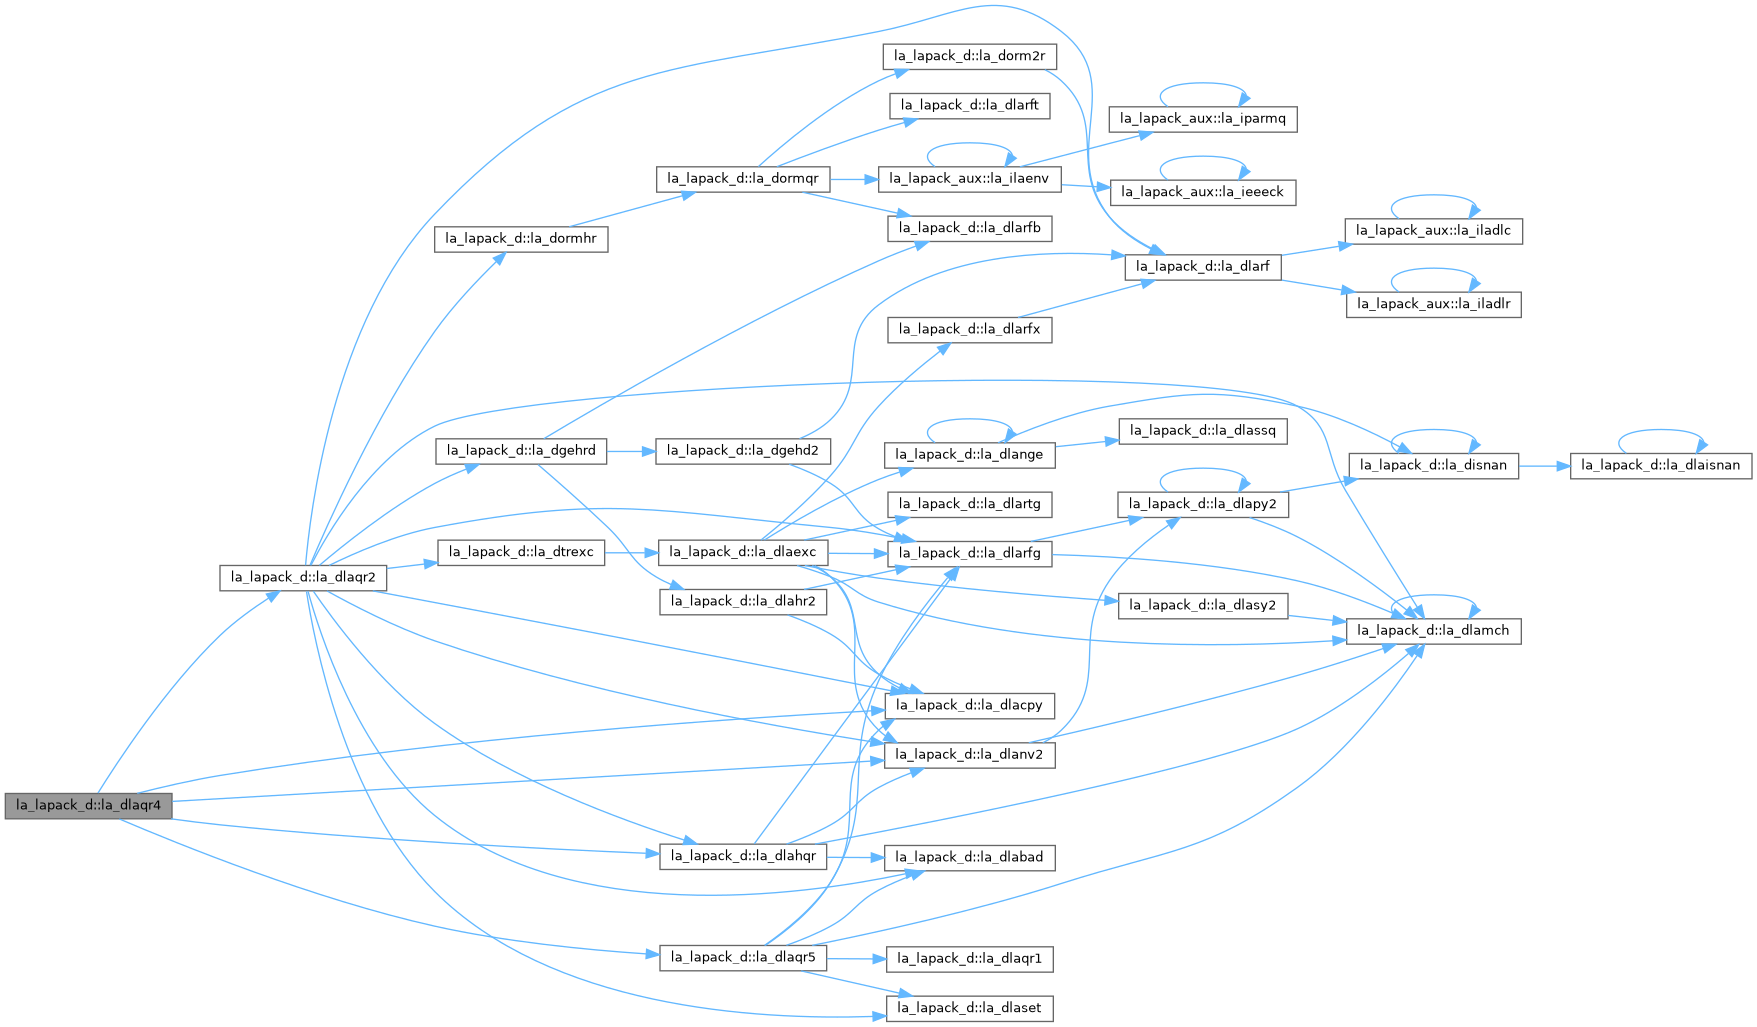 la_lapack_d::la_dorm2r
la_lapack_d::la_dlarft
la_lapack_aux::la_iparmq
la_lapack_d::la_dormqr
la_lapack_aux::la_ilaenv
la_lapack_aux::la_ieeeck
la_lapack_d::la_dormhr
la_lapack_d::la_dlarfb
la_lapack_aux::la_iladlc
la_lapack_d::la_dlarf
la_lapack_aux::la_iladlr
la_lapack_d::la_dlarfx
la_lapack_d::la_dlassq
la_lapack_d::la_dgehrd
la_lapack_d::la_dgehd2
la_lapack_d::la_dlange
la_lapack_d::la_disnan
la_lapack_d::la_dlaisnan
la_lapack_d::la_dlartg
la_lapack_d::la_dlapy2
la_lapack_d::la_dtrexc
la_lapack_d::la_dlaexc
la_lapack_d::la_dlarfg
la_lapack_d::la_dlaqr2
la_lapack_d::la_dlahr2
la_lapack_d::la_dlasy2
la_lapack_d::la_dlamch
la_lapack_d::la_dlacpy
la_lapack_d::la_dlanv2
la_lapack_d::la_dlaqr4
la_lapack_d::la_dlahqr
la_lapack_d::la_dlabad
la_lapack_d::la_dlaqr5
la_lapack_d::la_dlaqr1
la_lapack_d::la_dlaset